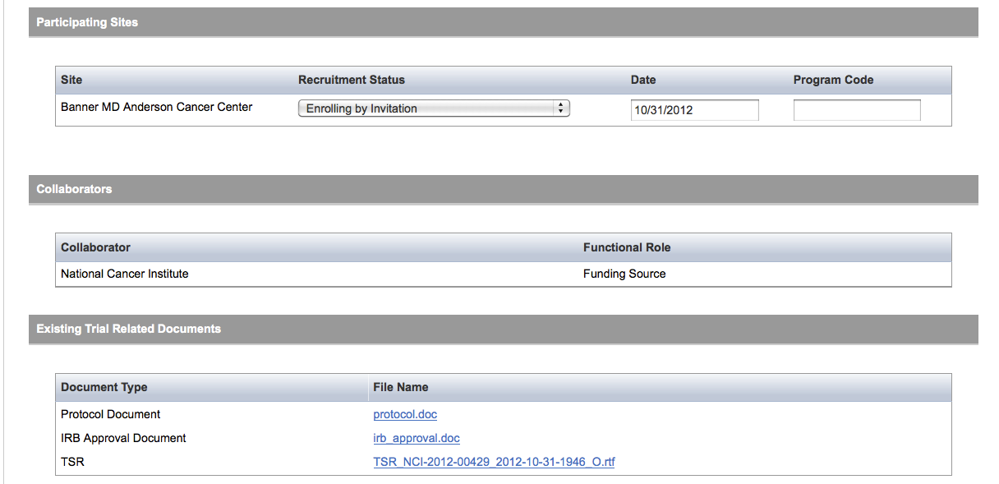 Participating Sites
Site Recruitment Status Date Program Code
Banner MD Anderson Cancer Center Enrolling by Invitation 10/31/2012
Collaborators
Collaborator Functional Role
National Cancer Institute Funding Source
Existing Trial Related Documents
Document Type File Name
Protocol Document protocol.doc
IRB Approval Document irb_approval.doc
TSR TSR_NCI-2012-00429_2012-10-31-1946_O.rtf